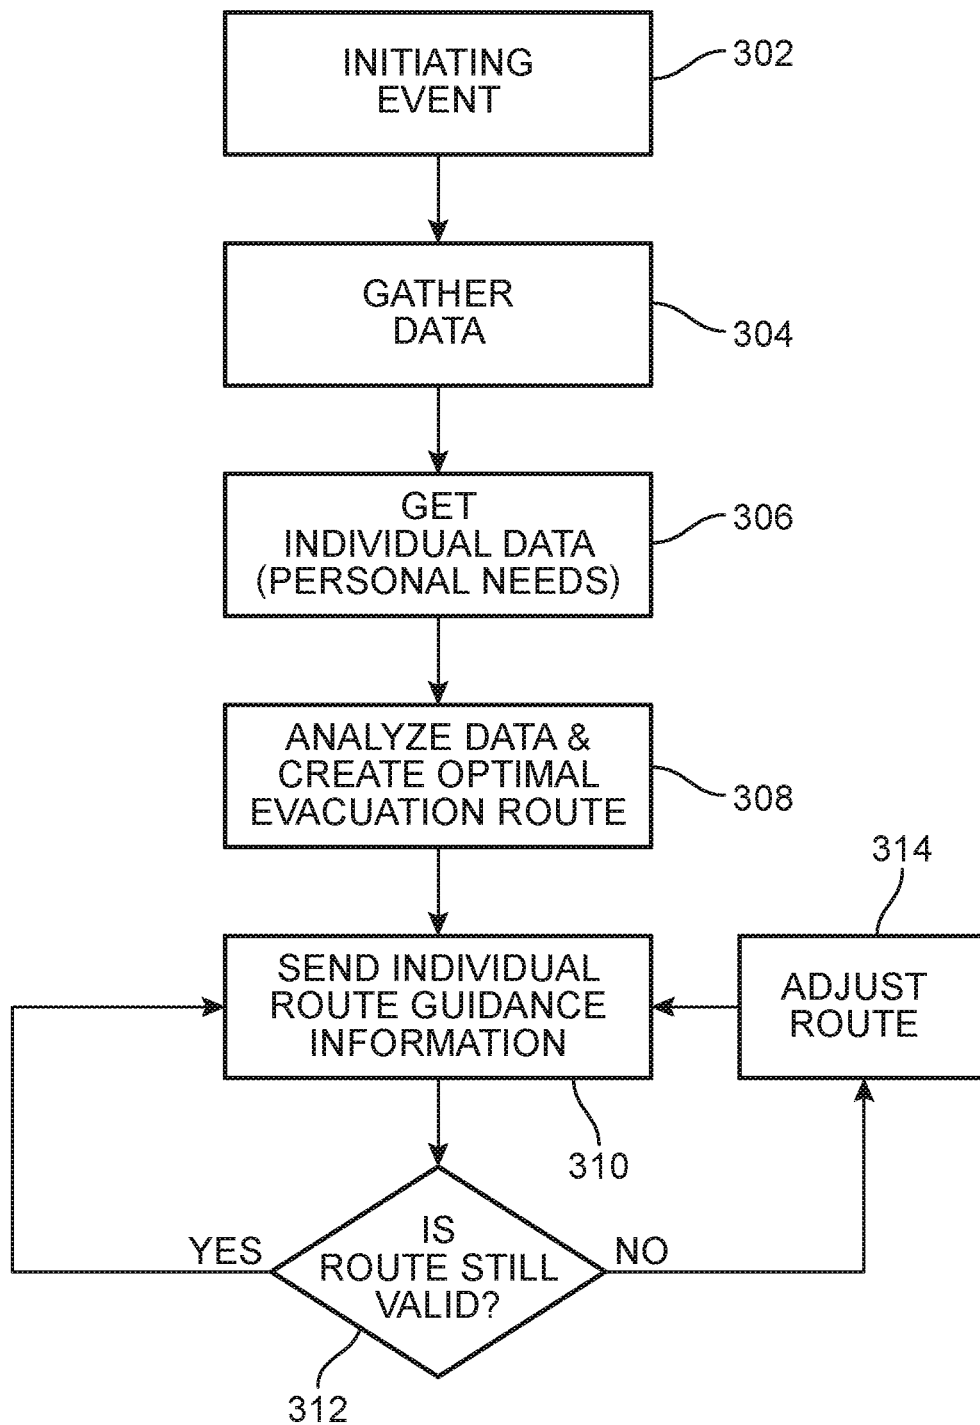 INITIATING
EVENT
302
GATHER
DATA
304
GET
INDIVIDUAL DATA
(PERSONAL NEEDS)
306
ANALYZE DATA &
CREATE OPTIMAL
EVACUATION ROUTE
308
314
SEND INDIVIDUAL
ROUTE GUIDANCE
INFORMATION
ADJUST
ROUTE
310
IS
ROUTE STILL
VALID?
YES
NO
312